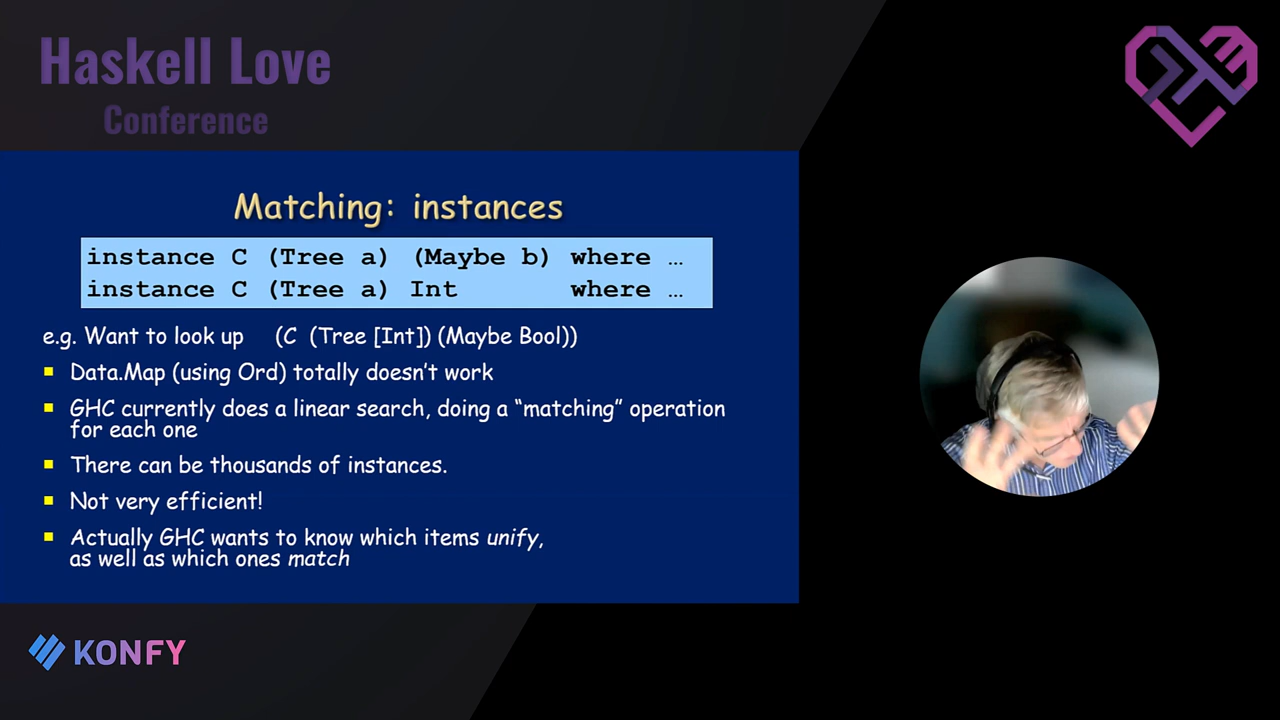 Haskell Love
Conference
Matching: instances
instance C (Tree a) (Maybe b) where …
instance C (Tree a) Int where …
e.g. Want to look up (C (Tree [Int]) (Maybe Bool))
Data.Map (using Ord) totally doesn't work
GHC currently does a linear search, doing a “matching” operation
for each one
There can be thousands of instances.
Not very efficient!
Actually GHC wants to know which items unify,
as well as which ones match
KONFY